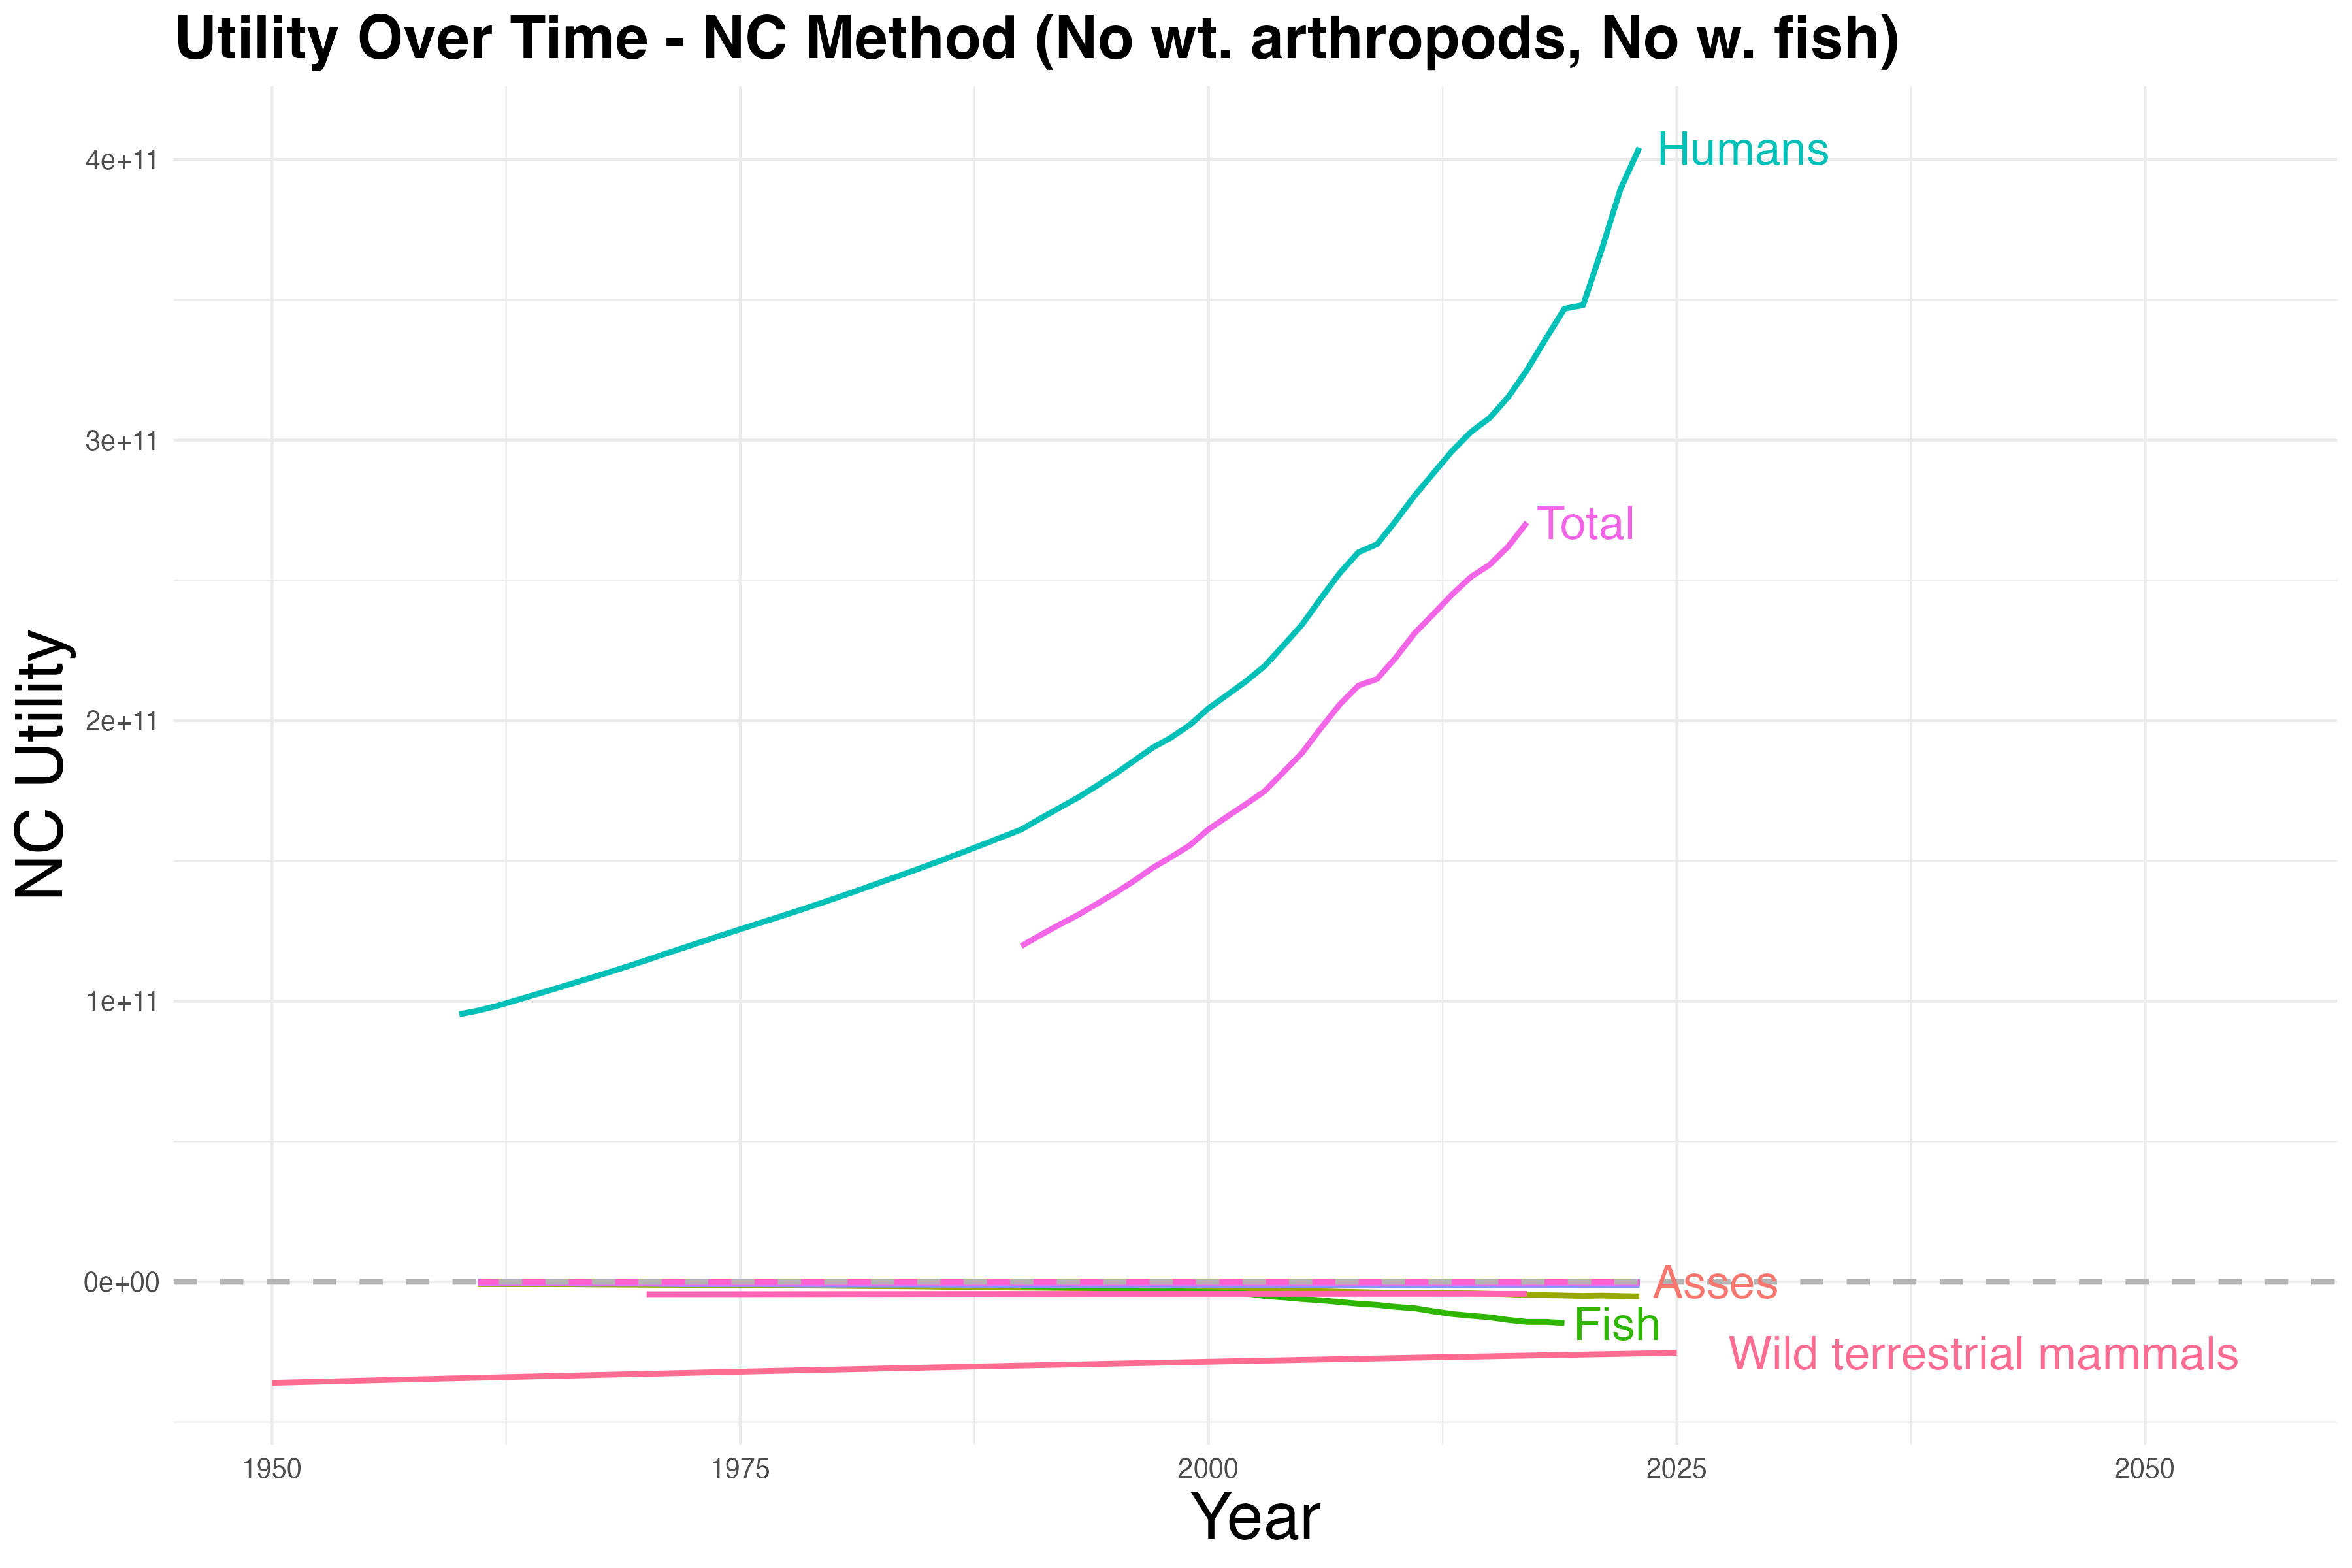 Utility Over Time - NC Method (No wt. arthropods, No w. fish)
Humans
4e+11
3e+11
Total
NC Utility
2e+11
1e+11
0e+00
Asses
Fish
Wild terrestrial mammals
1950
1975
2000
2025
2050
Year